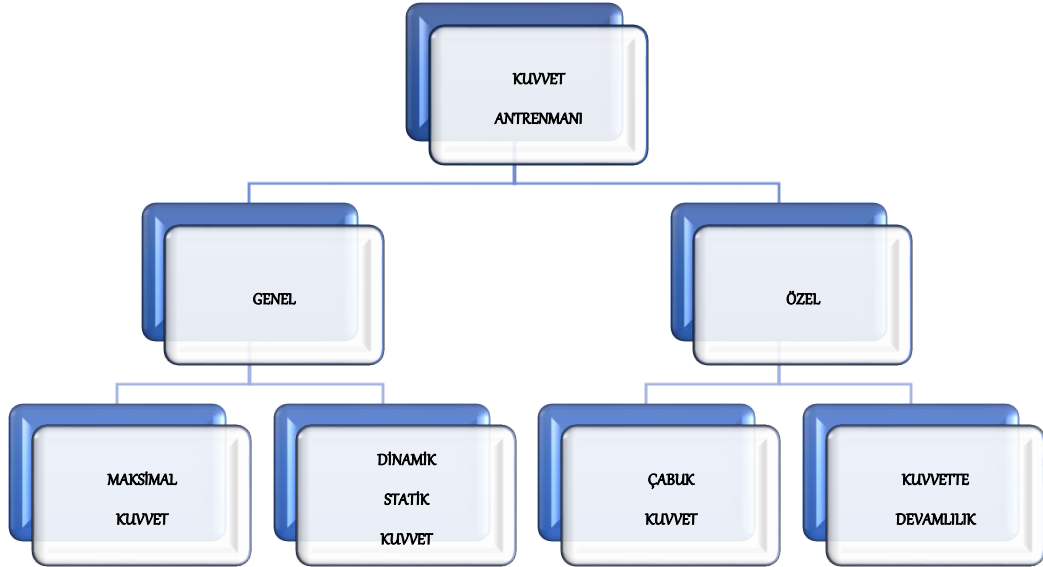 KUVVET
ANTRENMANI
GENEL
ÖZEL
MAKSİMAL
KUVVET
DİNAMİK
STATİK
KUVVET
ÇABUK
KUVVET
KUVVETTE
DEVAMLILIK